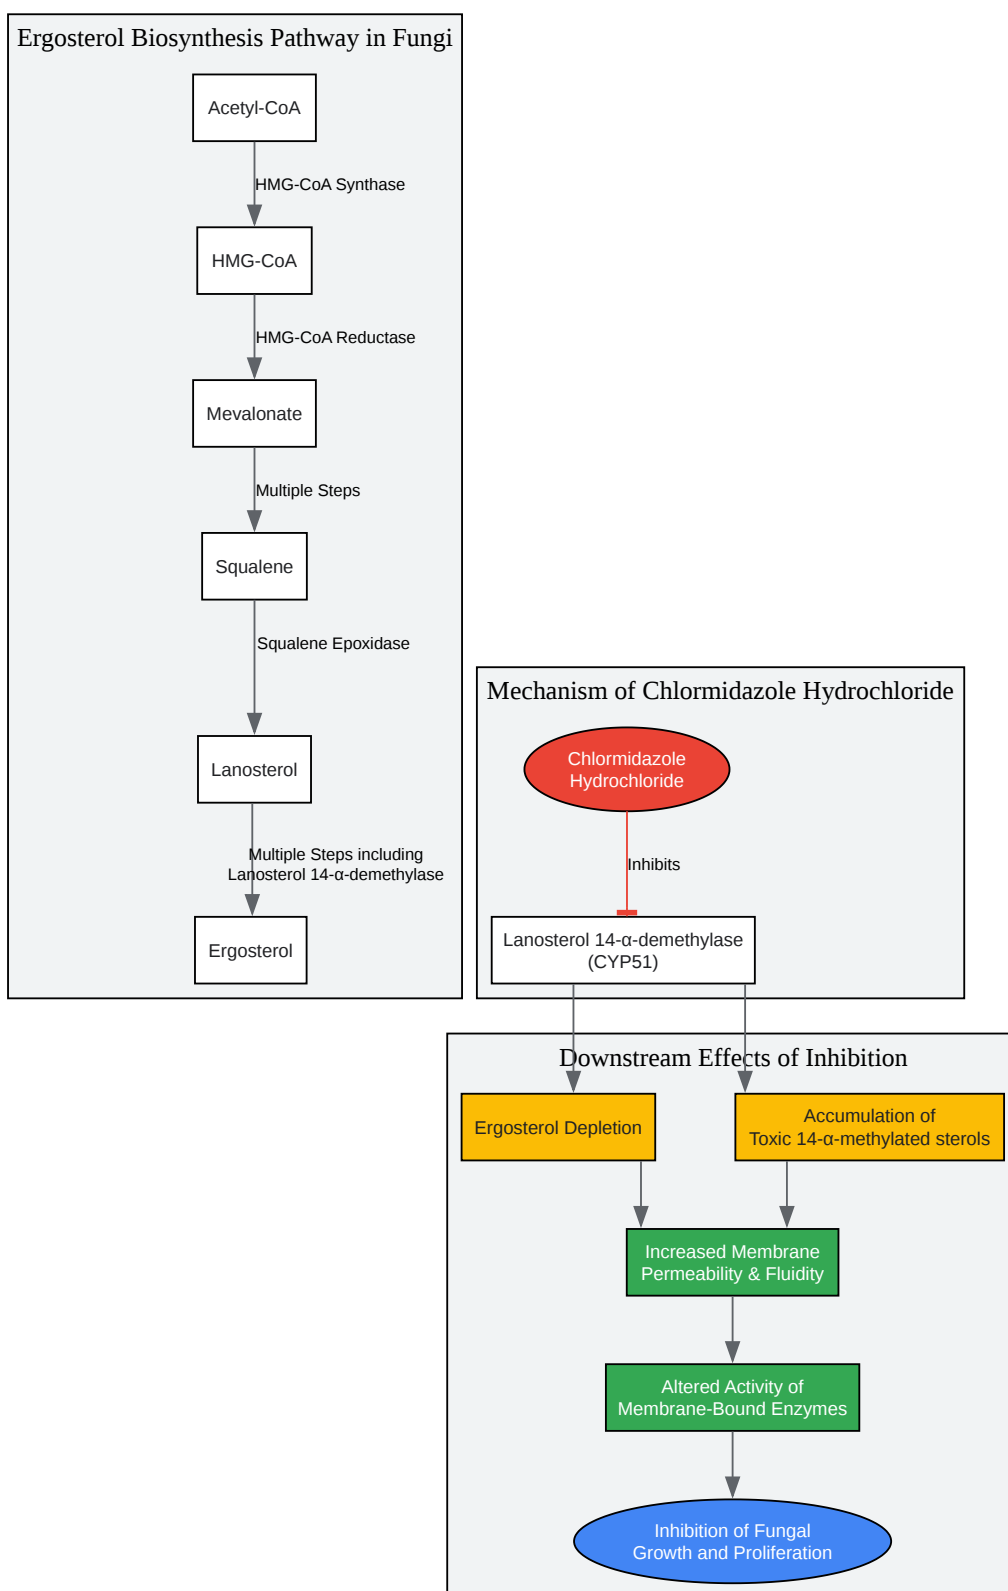 Ergosterol Biosynthesis Pathway in Fungi
Acetyl-CoA
HMG-CoA Synthase
HMG-CoA
HMG-CoA Reductase
Mevalonate
Multiple Steps
Squalene
Squalene Epoxidase
Lanosterol
Multiple Steps including
Lanosterol 14-α-demethylase
Ergosterol
Mechanism of Chlormidazole Hydrochloride
Chlormidazole
Hydrochloride
Inhibits
Lanosterol 14-α-demethylase
(CYP51)
Downstream Effects of Inhibition
Ergosterol Depletion
Accumulation of
Toxic 14-α-methylated sterols
Increased Membrane
Permeability & Fluidity
Altered Activity of
Membrane-Bound Enzymes
Inhibition of Fungal
Growth and Proliferation